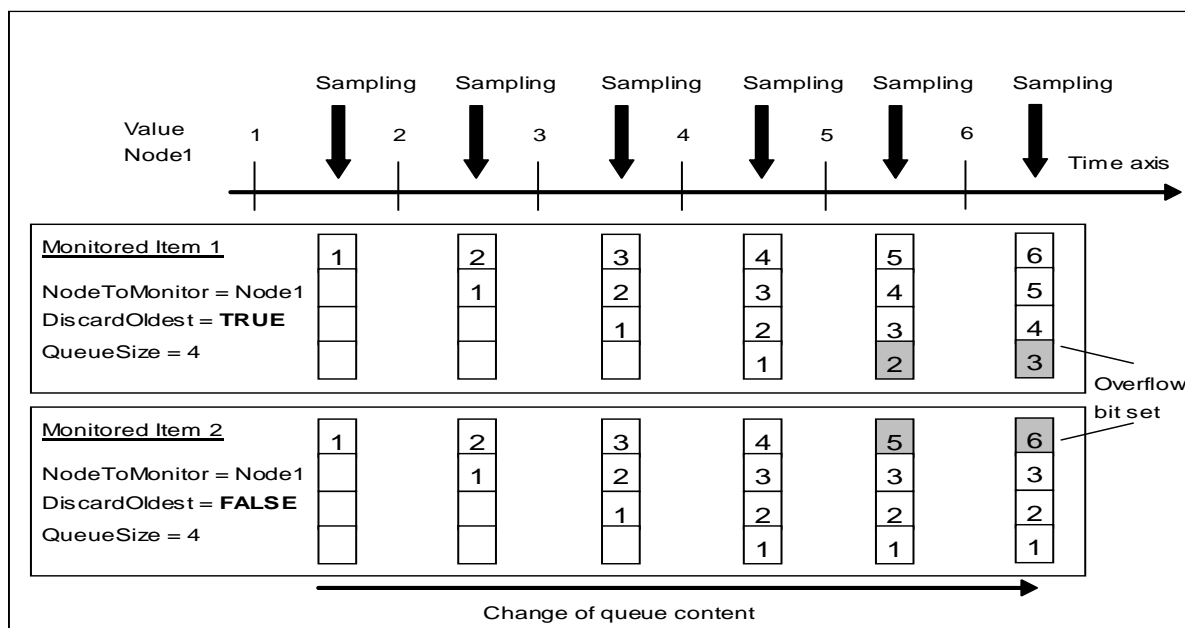 Sampling Sampling Sampling Sampling Sampling Sampling
Value
Node1
1 2 3 4 5 6
Time axis
Monitored Item 1
NodeToMonitor = Node1
DiscardOldest = TRUE
QueueSize = 4
1 2 3 4 5 6
1 2 3 4 5
1 2 3 4
1 2 3
Overflow
bit set
Monitored Item 2
NodeToMonitor = Node1
DiscardOldest = FALSE
QueueSize = 4
1 2 3 4 5 6
1 2 3 3 3
1 2 2 2
1 1 1
Change of queue content